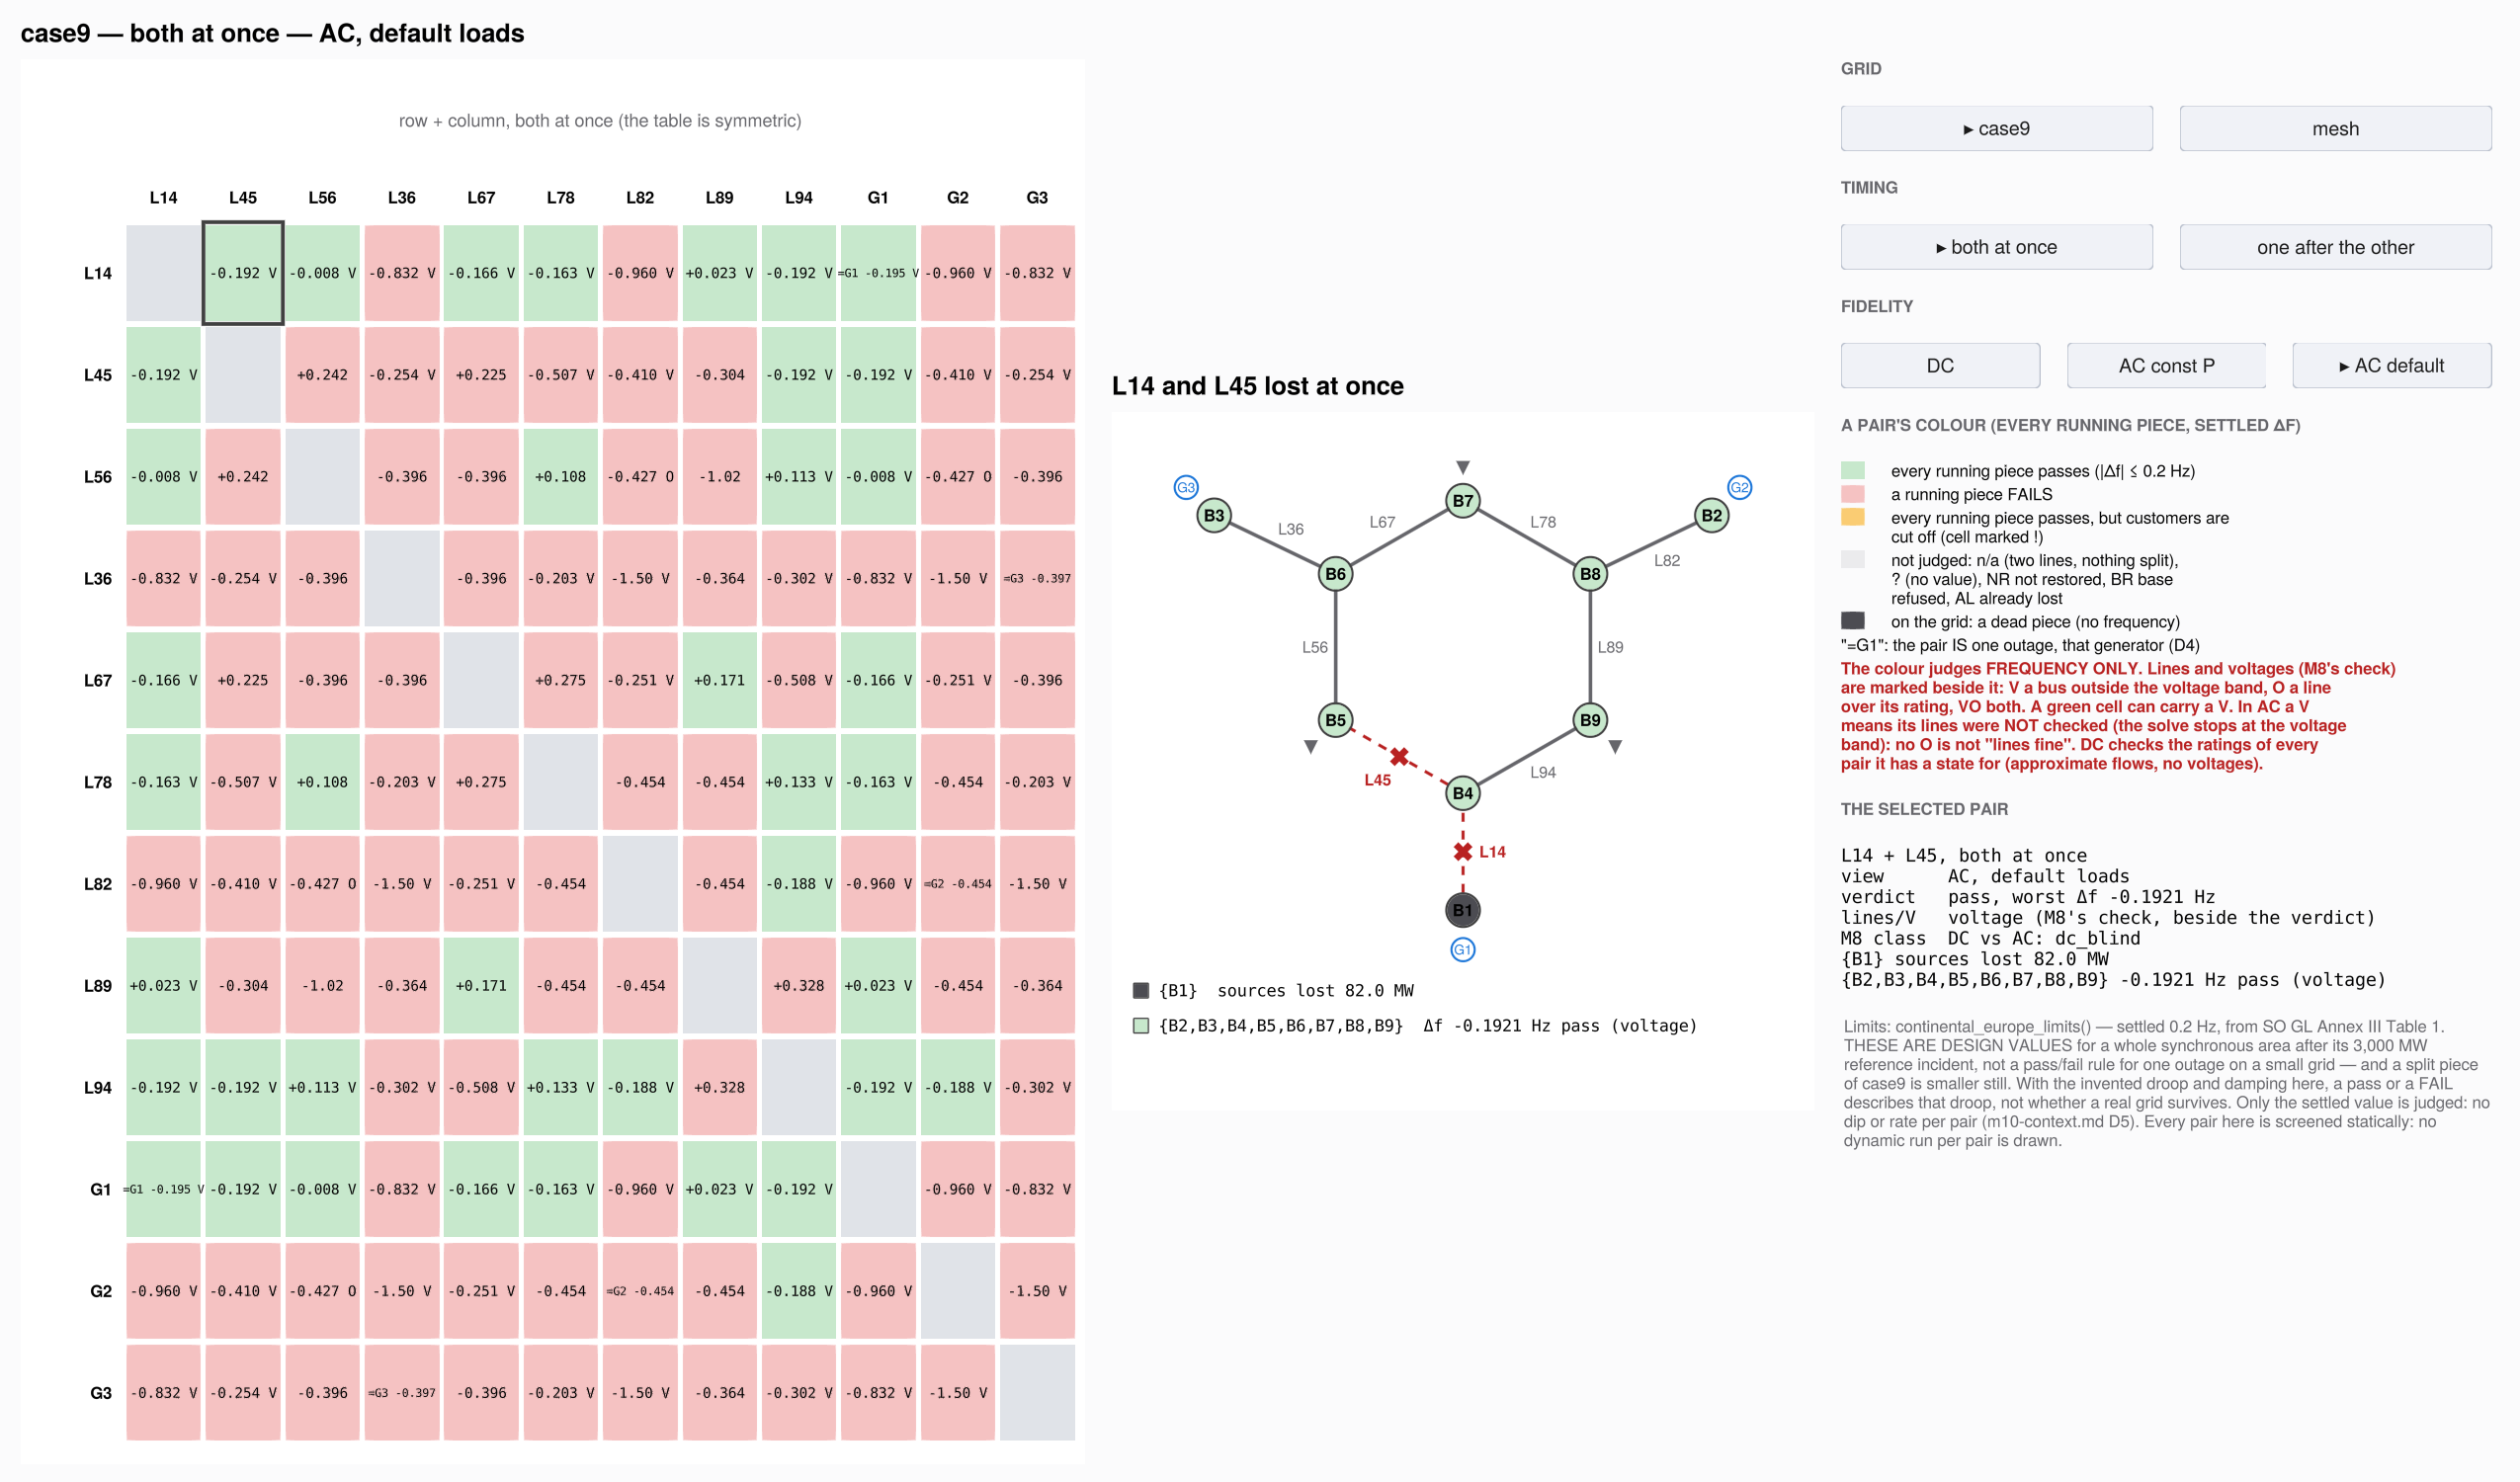 case9 — both at once — AC, default loads
row + column, both at once (the table is symmetric)
L14 L45 L56 L36 L67 L78 L82 L89 L94 G1 G2 G3
L14 -0.192 V -0.008 V -0.832 V -0.166 V -0.163 V -0.960 V +0.023 V -0.192 V =G1 -0.195 V -0.960 V -0.832 V
L45 -0.192 V +0.242 -0.254 V +0.225 -0.507 V -0.410 V -0.304 -0.192 V -0.192 V -0.410 V -0.254 V
L56 -0.008 V +0.242 -0.396 -0.396 +0.108 -0.427 O -1.02 +0.113 V -0.008 V -0.427 O -0.396
L36 -0.832 V -0.254 V -0.396 -0.396 -0.203 V -1.50 V -0.364 -0.302 V -0.832 V -1.50 V =G3 -0.397
L67 -0.166 V +0.225 -0.396 -0.396 +0.275 -0.251 V +0.171 -0.508 V -0.166 V -0.251 V -0.396
L78 -0.163 V -0.507 V +0.108 -0.203 V +0.275 -0.454 -0.454 +0.133 V -0.163 V -0.454 -0.203 V
L82 -0.960 V -0.410 V -0.427 O -1.50 V -0.251 V -0.454 -0.454 -0.188 V -0.960 V =G2 -0.454 -1.50 V
L89 +0.023 V -0.304 -1.02 -0.364 +0.171 -0.454 -0.454 +0.328 +0.023 V -0.454 -0.364
L94 -0.192 V -0.192 V +0.113 V -0.302 V -0.508 V +0.133 V -0.188 V +0.328 -0.192 V -0.188 V -0.302 V
G1 =G1 -0.195 V -0.192 V -0.008 V -0.832 V -0.166 V -0.163 V -0.960 V +0.023 V -0.192 V -0.960 V -0.832 V
G2 -0.960 V -0.410 V -0.427 O -1.50 V -0.251 V -0.454 =G2 -0.454 -0.454 -0.188 V -0.960 V -1.50 V
G3 -0.832 V -0.254 V -0.396 =G3 -0.397 -0.396 -0.203 V -1.50 V -0.364 -0.302 V -0.832 V -1.50 V
L14 and L45 lost at once
G3 G2
B3 B7 B2
L36 L67 L78 L82
B6 B8
L56 L89
B5 B9
L45 L94
B4
L14
B1
G1
{B1} sources lost 82.0 MW
{B2,B3,B4,B5,B6,B7,B8,B9} Δf -0.1921 Hz pass (voltage)
GRID
▸ case9 mesh
TIMING
▸ both at once one after the other
FIDELITY
DC AC const P ▸ AC default
A PAIR'S COLOUR (EVERY RUNNING PIECE, SETTLED ΔF)
every running piece passes (|Δf| ≤ 0.2 Hz)
a running piece FAILS
every running piece passes, but customers are
cut off (cell marked !)
not judged: n/a (two lines, nothing split),
? (no value), NR not restored, BR base
refused, AL already lost
on the grid: a dead piece (no frequency)
"=G1": the pair IS one outage, that generator (D4)
The colour judges FREQUENCY ONLY. Lines and voltages (M8's check)
are marked beside it: V a bus outside the voltage band, O a line
over its rating, VO both. A green cell can carry a V. In AC a V
means its lines were NOT checked (the solve stops at the voltage
band): no O is not "lines fine". DC checks the ratings of every
pair it has a state for (approximate flows, no voltages).
THE SELECTED PAIR
L14 + L45, both at once
view AC, default loads
verdict pass, worst Δf -0.1921 Hz
lines/V voltage (M8's check, beside the verdict)
M8 class DC vs AC: dc_blind
{B1} sources lost 82.0 MW
{B2,B3,B4,B5,B6,B7,B8,B9} -0.1921 Hz pass (voltage)
Limits: continental_europe_limits() — settled 0.2 Hz, from SO GL Annex III Table 1.
THESE ARE DESIGN VALUES for a whole synchronous area after its 3,000 MW
reference incident, not a pass/fail rule for one outage on a small grid — and a split piece
of case9 is smaller still. With the invented droop and damping here, a pass or a FAIL
describes that droop, not whether a real grid survives. Only the settled value is judged: no
dip or rate per pair (m10-context.md D5). Every pair here is screened statically: no
dynamic run per pair is drawn.